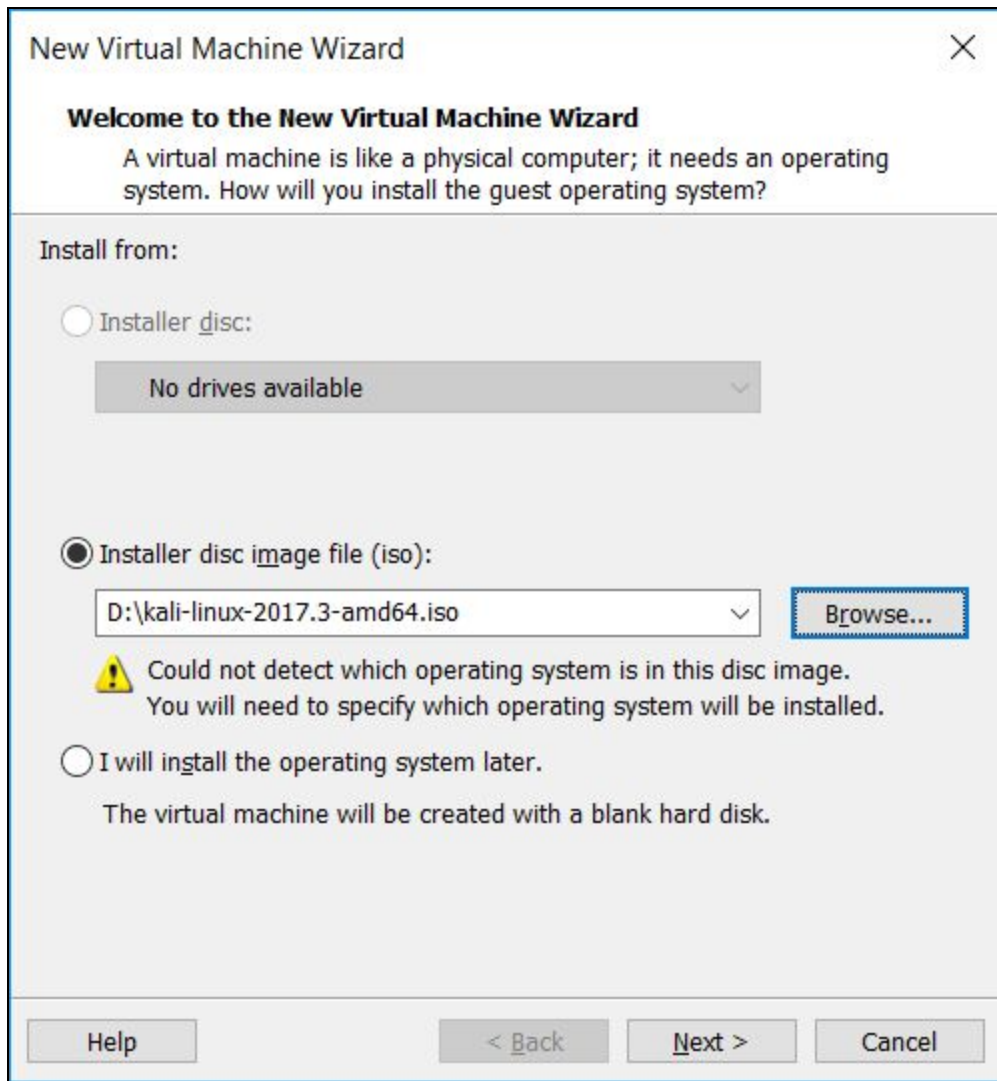 New Virtual Machine Wizard
Welcome to the New Virtual Machine Wizard
A virtual machine is like a physical computer; it needs an operating
system. How will you install the guest operating system?
Install from:
Installer disc:
No drives available
Installer disc image file (iso):
D:\kali-linux-2017.3-amd64.iso
Browse...
Could not detect which operating system is in this disc image.
You will need to specify which operating system will be installed.
I will install the operating system later.
The virtual machine will be created with a blank hard disk.
Help
< Back
Next >
Cancel